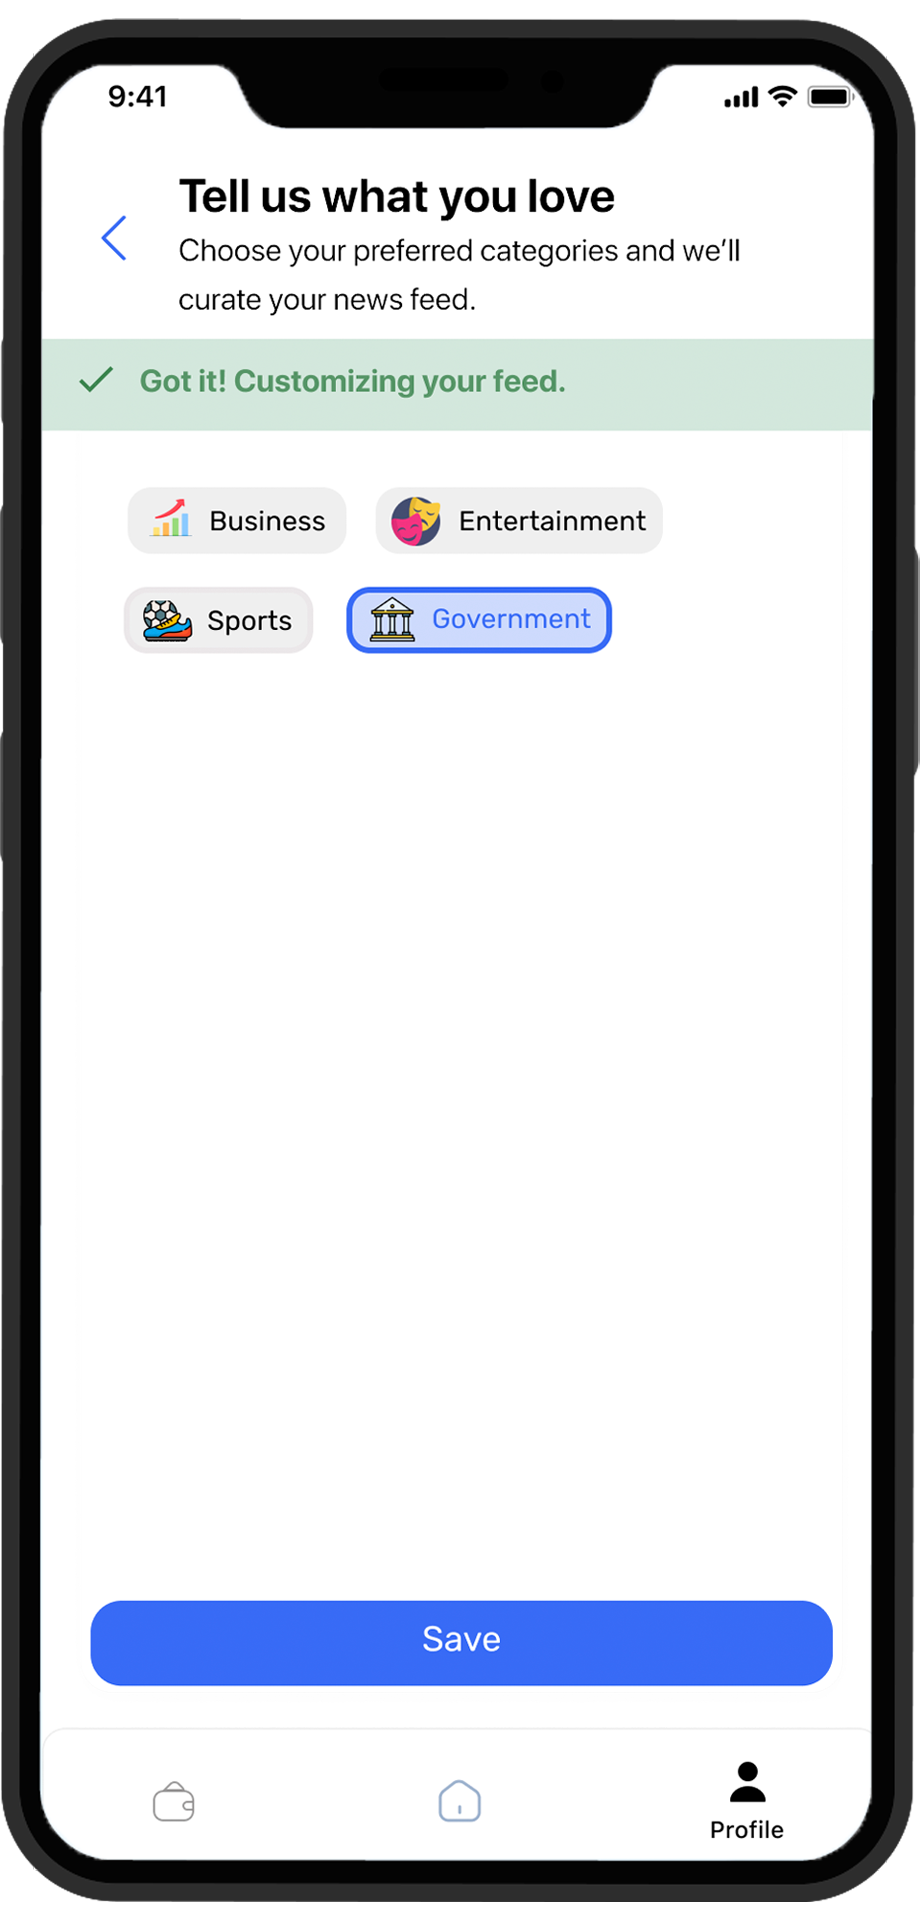 9:41
Tell us what you love
Choose your preferred categories and we’ll
curate your news feed.
Got it! Customizing your feed.
Business
Entertainment
Sports
Government
Save
Profile